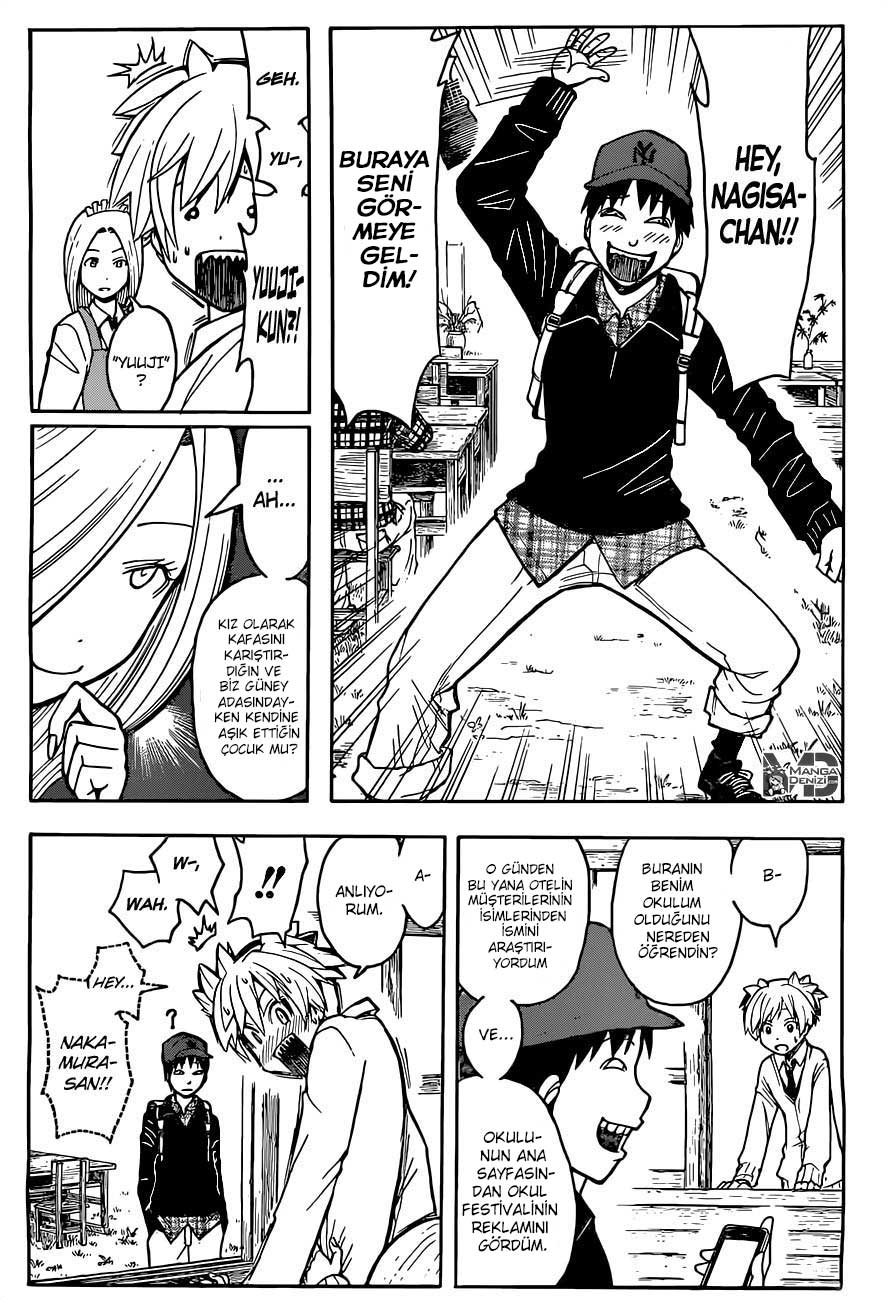 HEY,
NAGISA-
CHAN!!
BURAYA
SENİ
GÖR-
MEYE
GEL-
DİM!
GEH.
YU-,
YUUJI-
KUN?!
"YUUJI"
?
...
AH...
KIZ OLARAK
KAFASINI
KARIŞTIR-
DIĞIN VE
BİZ GÜNEY
ADASINDAY-
KEN KENDİNE
AŞIK ETTİĞİN
ÇOCUK MU?
MANGA
DENİZİ
B-
BURANIN
BENİM
OKULUM
OLDUĞUNU
NEREDEN
ÖĞRENDİN?
O GÜNDEN
BU YANA OTELİN
MÜŞTERİLERİNİN
İSİMLERİNDEN
İSMİNİ
ARAŞTIRI-
YORDUM
VE...
OKULU-
NUN ANA
SAYFASIN-
DAN OKUL
FESTİVALİNİN
REKLAMINI
GÖRDÜM.
A-
ANLIYO-
RUM.
!!
W-,
WAH.
?
HEY...
NAKA-
MURA-
SAN!!